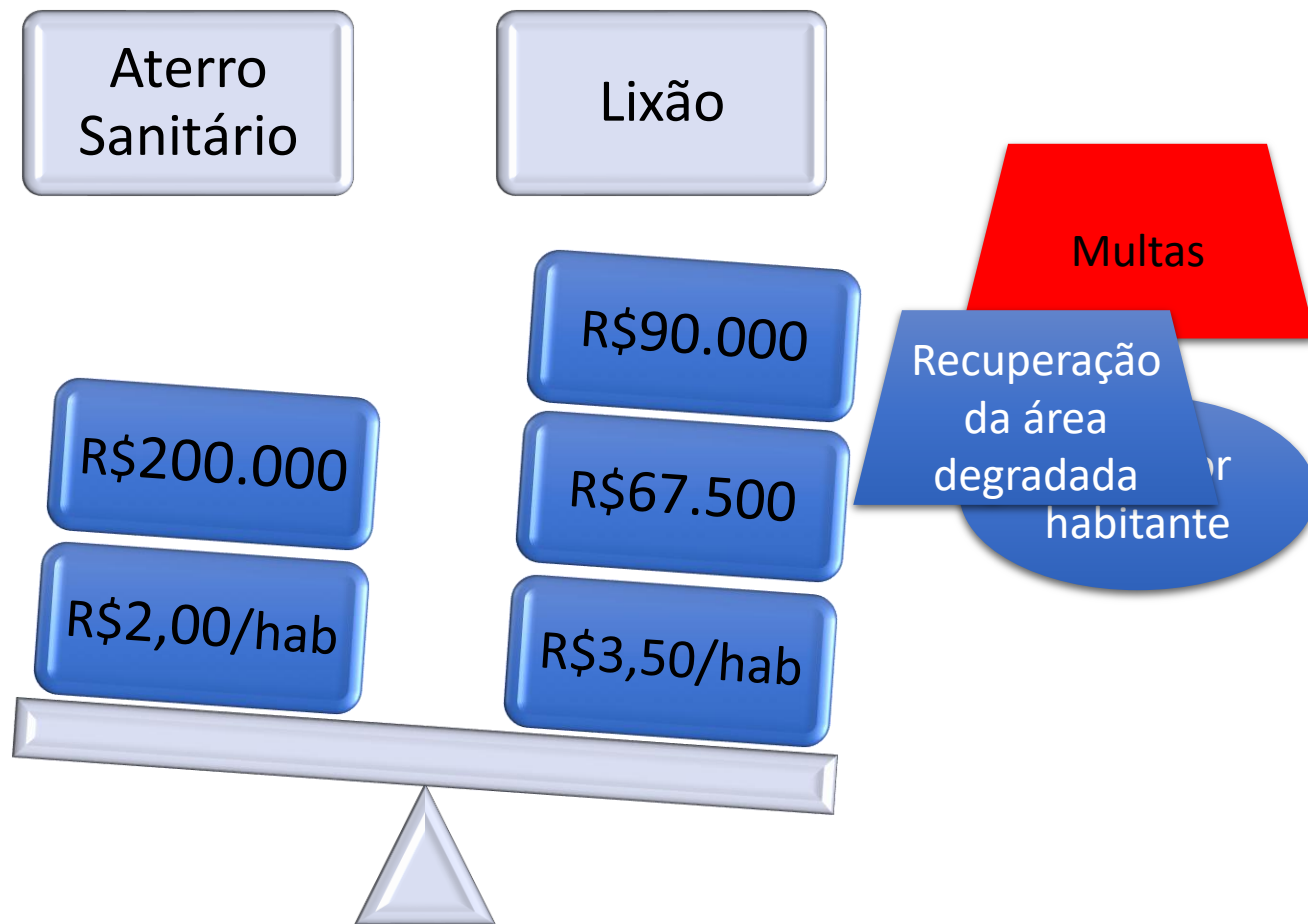 Aterro
Sanitário
Lixão
R$200.000
R$2,00/hab
R$90.000
R$67.500
R$3,50/hab
Multas
Recuperação
da área
degradada
habitante